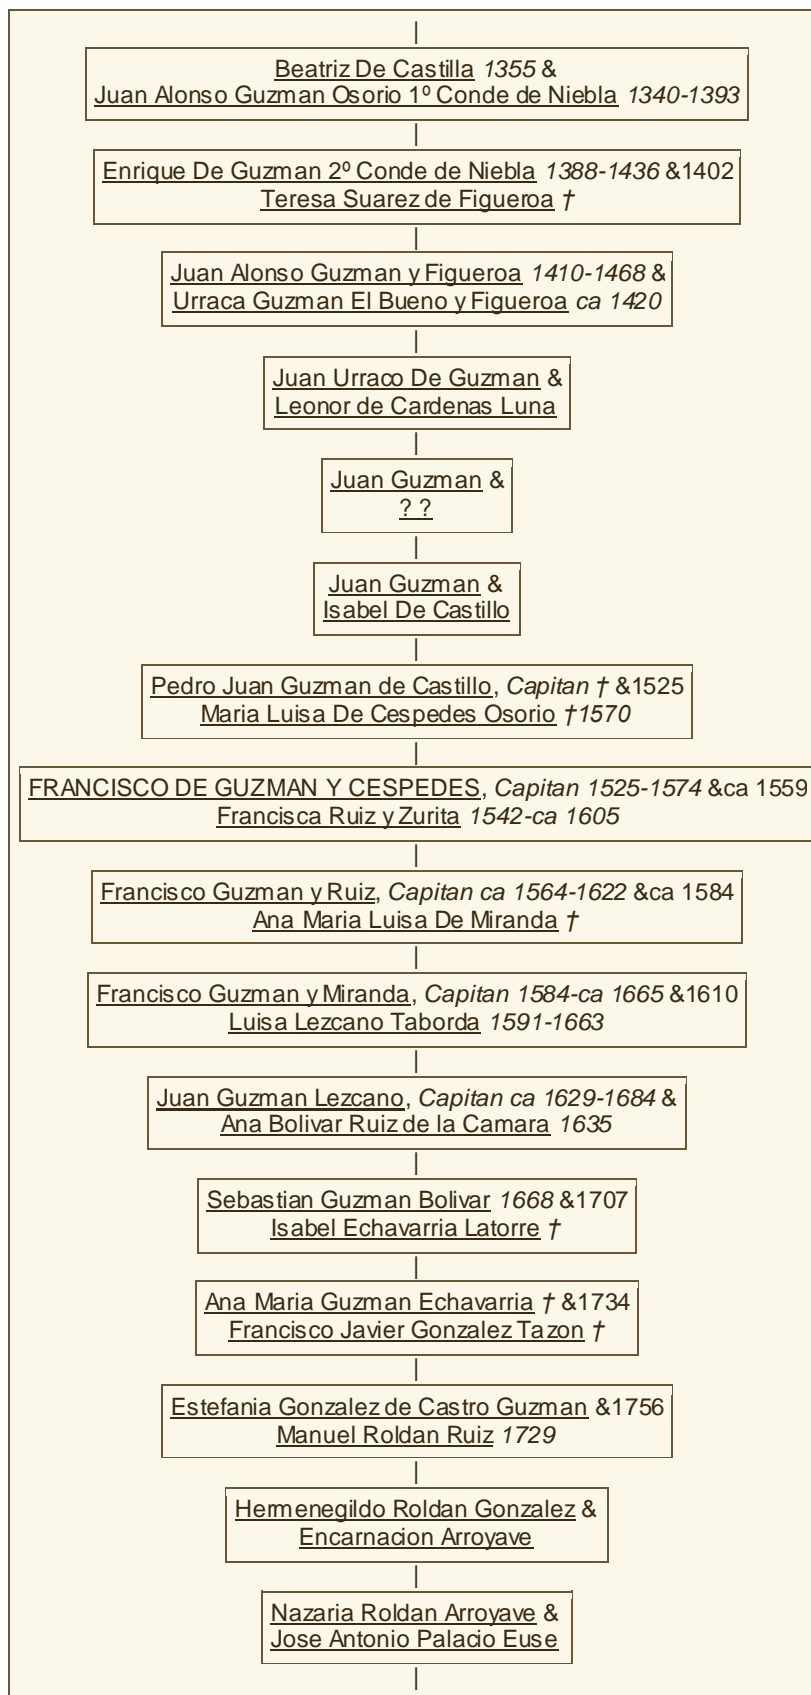 Beatriz De Castilla 1355 &
Juan Alonso Guzman Osorio 1º Conde de Niebla 1340-1393
Enrique De Guzman 2º Conde de Niebla 1388-1436 &1402
Teresa Suarez de Figueroa †
Juan Alonso Guzman y Figueroa 1410-1468 &
Urraca Guzman El Bueno y Figueroa ca 1420
Juan Urraco De Guzman &
Leonor de Cardenas Luna
Juan Guzman &
? ?
Juan Guzman &
Isabel De Castillo
Pedro Juan Guzman de Castillo, Capitan † &1525
Maria Luisa De Cespedes Osorio †1570
FRANCISCO DE GUZMAN Y CESPEDES, Capitan 1525-1574 &ca 1559
Francisca Ruiz y Zurita 1542-ca 1605
Francisco Guzman y Ruiz, Capitan ca 1564-1622 &ca 1584
Ana Maria Luisa De Miranda †
Francisco Guzman y Miranda, Capitan 1584-ca 1665 &1610
Luisa Lezcano Taborda 1591-1663
Juan Guzman Lezcano, Capitan ca 1629-1684 &
Ana Bolivar Ruiz de la Camara 1635
Sebastian Guzman Bolivar 1668 &1707
Isabel Echavarria Latorre †
Ana Maria Guzman Echavarria † &1734
Francisco Javier Gonzalez Tazon †
Estefania Gonzalez de Castro Guzman &1756
Manuel Roldan Ruiz 1729
Hermenegildo Roldan Gonzalez &
Encarnacion Arroyave
Nazaria Roldan Arroyave &
Jose Antonio Palacio Euse